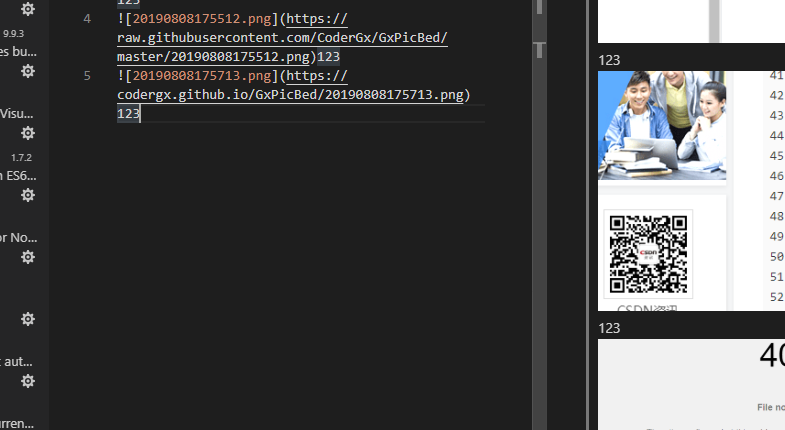 123
4
![20190808175512.png](https://
raw.githubusercontent.com/CoderGx/GxPicBed/
master/20190808175512.png)123
5
![20190808175713.png](https://
codergx.github.io/GxPicBed/20190808175713.png)
123
9.9.3
es bu...
Visu...
1.7.2
n ES6...
or No...
t aut...
urren...
123
41
42
43
44
45
46
47
48
49
50
51
52
CSDN
CSDN资讯
123
40
File no